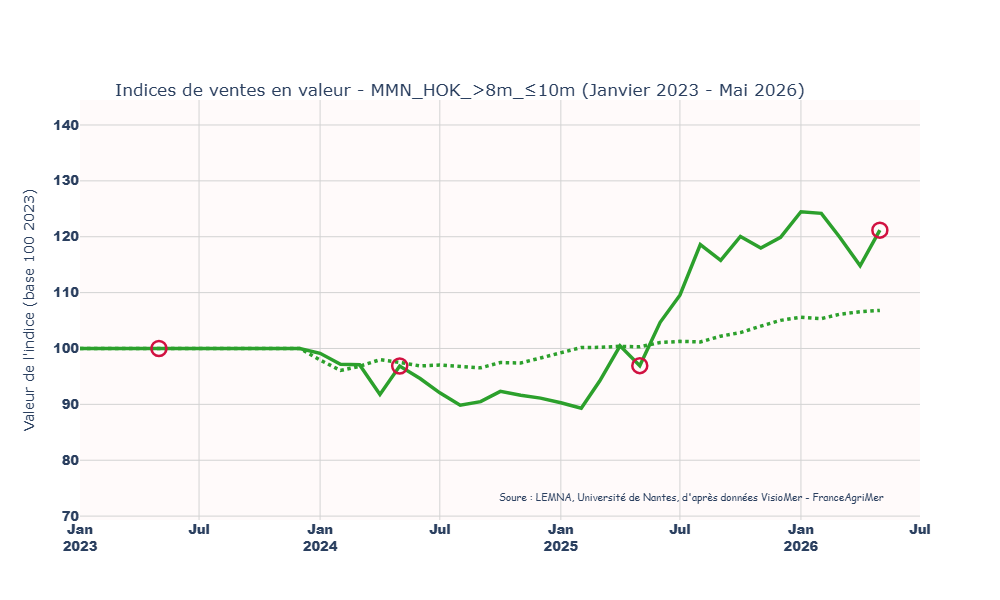 Indices de ventes en valeur - MMN_HOK_>8m_≤10m (Janvier 2023 - Mai 2026)
Valeur de l'indice (base 100 2023)
140
130
120
110
100
90
80
70
Soure : LEMNA, Université de Nantes, d'après données VisioMer - FranceAgriMer
Jan Jul Jan Jul Jan Jul Jan Jul
2023 2024 2025 2026